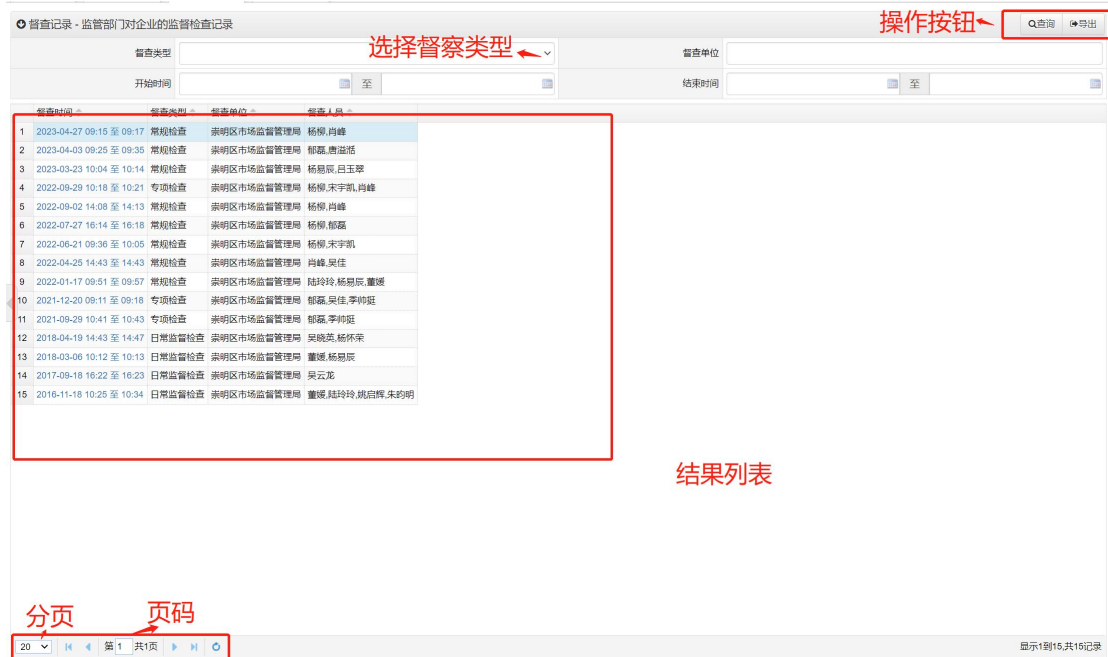 督查记录 - 监管部门对企业的监督检查记录
操作按钮
查询 导出
督查类型
选择督察类型
督查单位
开始时间 至
结束时间 至
督查时间 督查类型 督查单位 督查人员
1 2023-04-27 09:15 至 09:17 常规检查 崇明区市场监督管理局 杨柳,肖峰
2 2023-04-03 09:25 至 09:35 常规检查 崇明区市场监督管理局 郁磊,唐溢湉
3 2023-03-23 10:04 至 10:14 常规检查 崇明区市场监督管理局 杨易辰,吕玉翠
4 2022-09-29 10:18 至 10:21 专项检查 崇明区市场监督管理局 杨柳,宋宇凯,肖峰
5 2022-09-02 14:08 至 14:13 常规检查 崇明区市场监督管理局 杨柳,肖峰
6 2022-07-27 16:14 至 16:18 常规检查 崇明区市场监督管理局 杨柳,郁磊
7 2022-06-21 09:36 至 10:05 常规检查 崇明区市场监督管理局 杨柳,宋宇凯
8 2022-04-25 14:43 至 14:43 常规检查 崇明区市场监督管理局 肖峰,吴佳
9 2022-01-17 09:51 至 09:57 常规检查 崇明区市场监督管理局 陆玲玲,杨易辰,董媛
10 2021-12-20 09:11 至 09:18 专项检查 崇明区市场监督管理局 郁磊,吴佳,季帅挺
11 2021-09-29 10:41 至 10:43 专项检查 崇明区市场监督管理局 郁磊,季帅挺
12 2018-04-19 14:43 至 14:47 日常监督检查 崇明区市场监督管理局 吴晓英,杨怀荣
13 2018-03-06 10:12 至 10:13 日常监督检查 崇明区市场监督管理局 董媛,杨易辰
14 2017-09-18 16:22 至 16:23 日常监督检查 崇明区市场监督管理局 吴云龙
15 2016-11-18 10:25 至 10:34 日常监督检查 崇明区市场监督管理局 董媛,陆玲玲,姚启辉,朱昀明
结果列表
分页
页码
20 第 1 共1页
显示1到15,共15记录